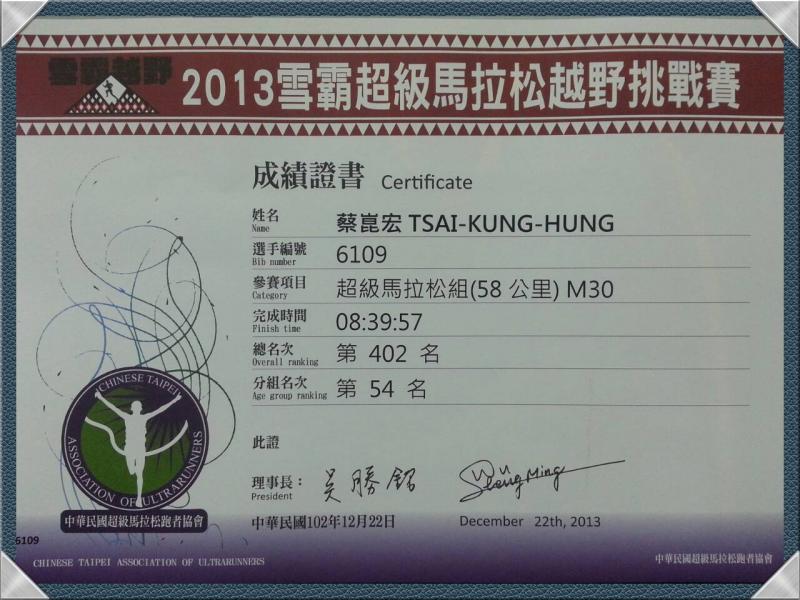 雪霸越野
2013雪霸超級馬拉松越野挑戰賽
成績證書 Certificate
姓名 蔡崑宏 TSAI-KUNG-HUNG
Name
選手編號 6109
Bib number
參賽項目 超級馬拉松組(58 公里) M30
Category
完成時間 08:39:57
Finish time
總名次 第 402 名
Overall ranking
分組名次 第 54 名
Age group ranking
此證
理事長： 吳勝銘 Wu Sheng Ming
President
中華民國102年12月22日 December 22th, 2013
CHINESE TAIPEI
ASSOCIATION OF ULTRARUNNERS
中華民國超級馬拉松跑者協會
6109
CHINESE TAIPEI ASSOCIATION OF ULTRARUNNERS 中華民國超級馬拉松跑者協會